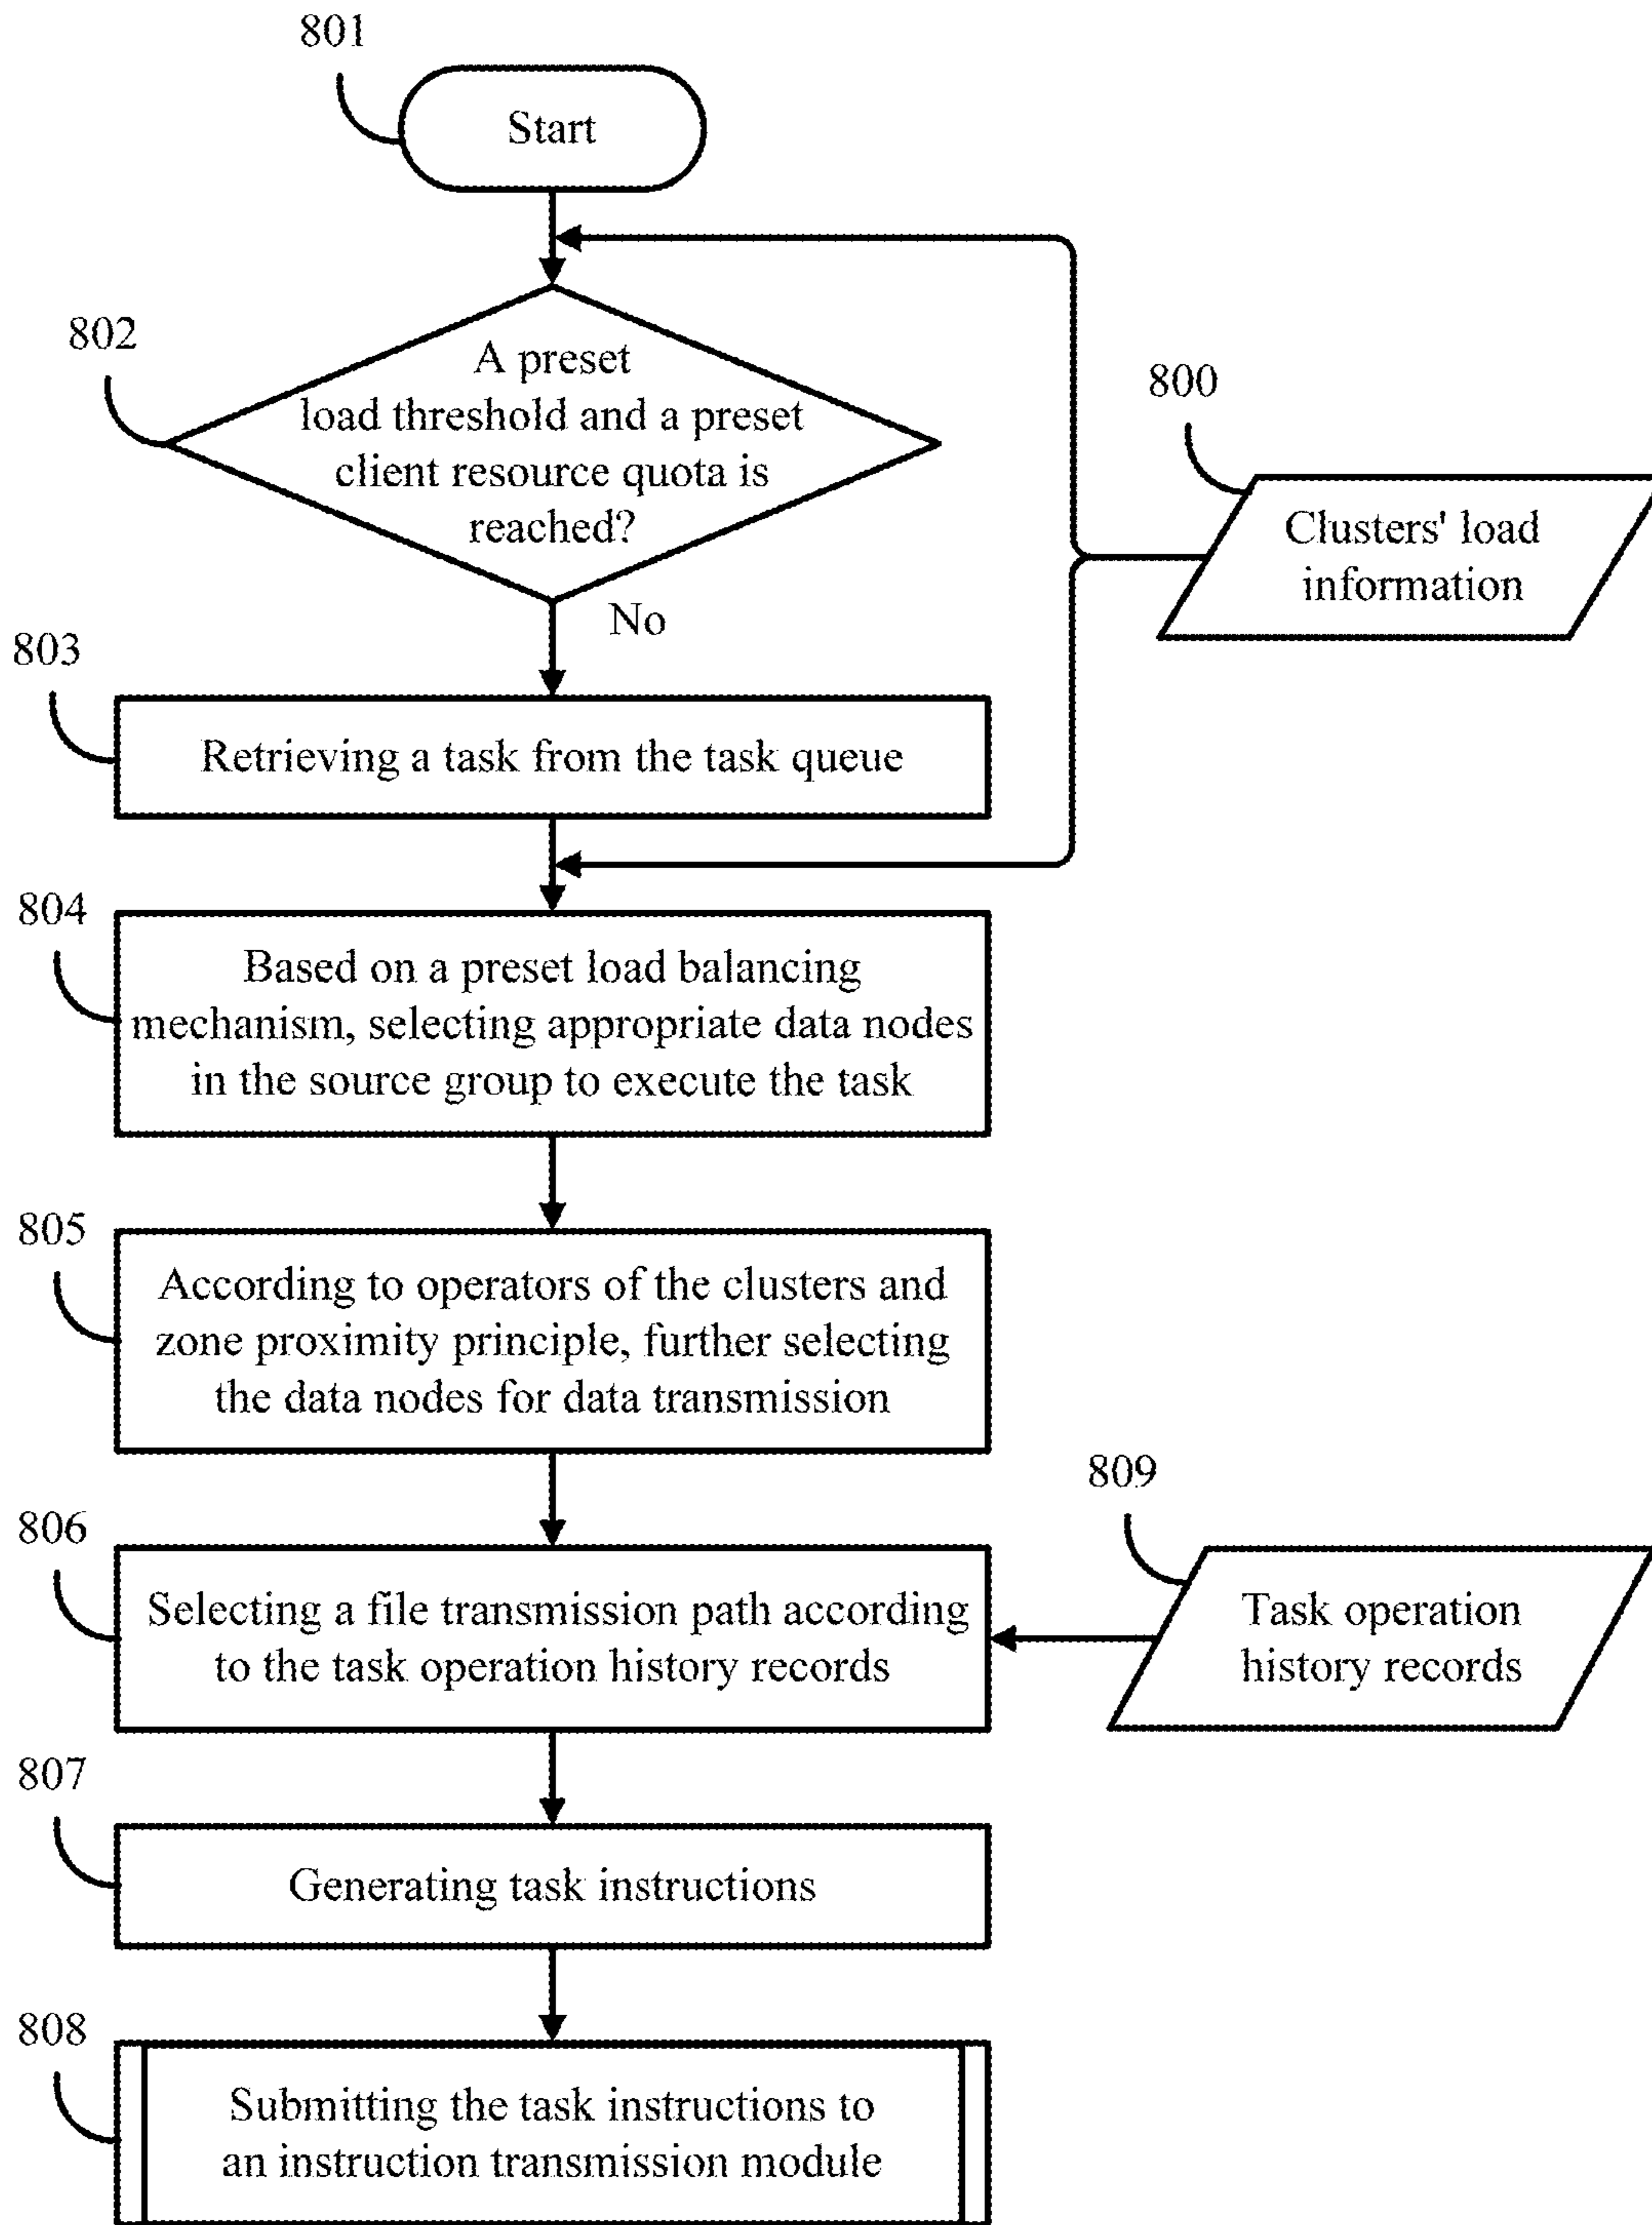 801
Start
802
A preset
load threshold and a preset
client resource quota is
reached?
800
Clusters' load
information
No
803
Retrieving a task from the task queue
804
Based on a preset load balancing
mechanism, selecting appropriate data nodes
in the source group to execute the task
805
According to operators of the clusters and
zone proximity principle, further selecting
the data nodes for data transmission
806
Selecting a file transmission path according
to the task operation history records
809
Task operation
history records
807
Generating task instructions
808
Submitting the task instructions to
an instruction transmission module